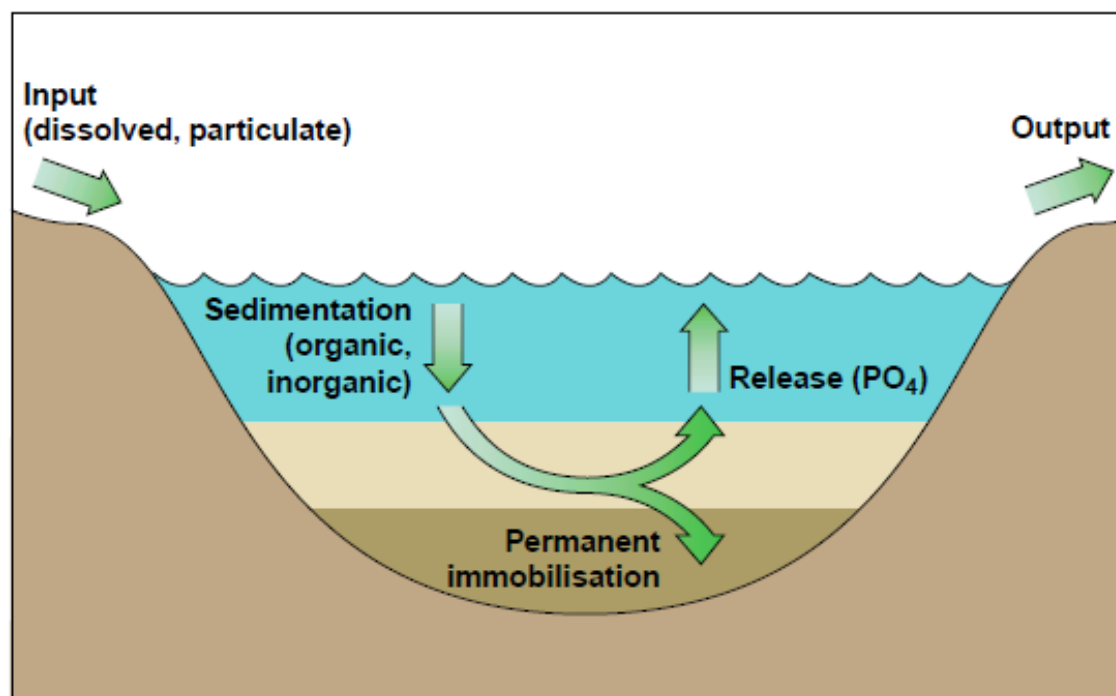 Input
(dissolved, particulate)
Output
Sedimentation
(organic,
inorganic)
Release (PO₄)
Permanent
immobilisation